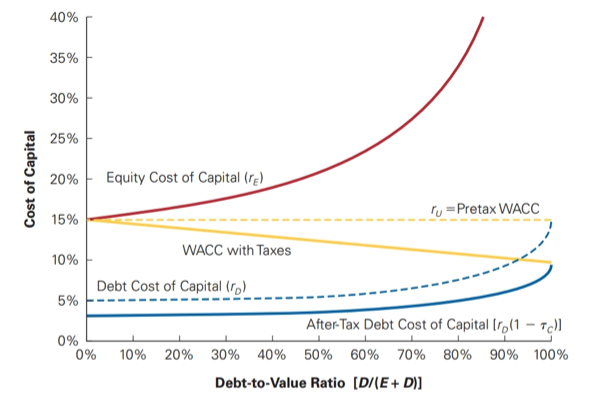 40%
35%
30%
25%
20%
15%
10%
5%
0%
Cost of Capital
Equity Cost of Capital (rE)
rU = Pretax WACC
WACC with Taxes
Debt Cost of Capital (rD)
After-Tax Debt Cost of Capital [rD(1 − τC)]
0% 10% 20% 30% 40% 50% 60% 70% 80% 90% 100%
Debt-to-Value Ratio [D/(E + D)]